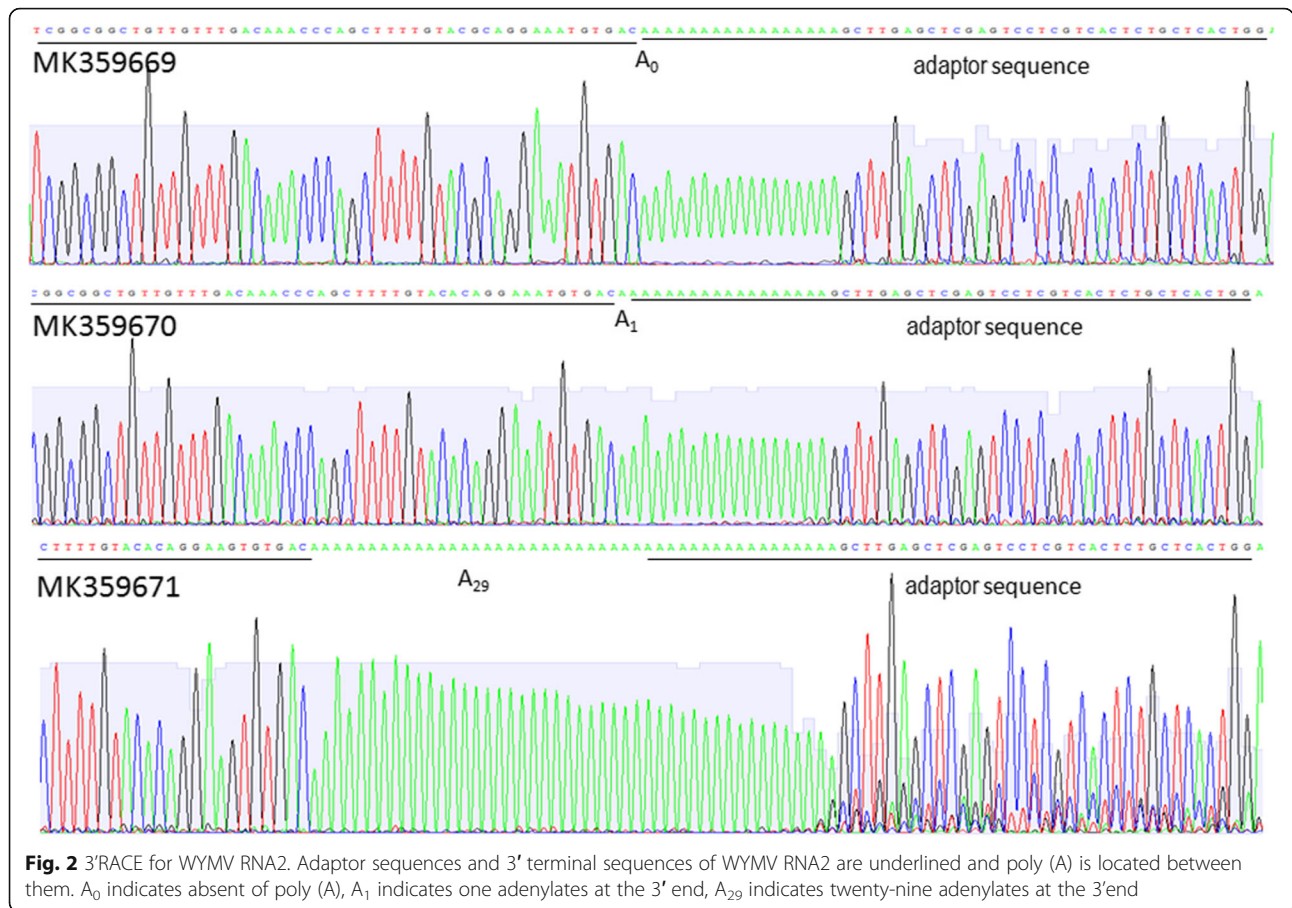 TCGGCGGCTGTTGTTTGACAAACCCAGCTTTTGTACGCAGGAAATGTGACAAAAAAAAAAAAAAAAAGCTTGAGCTCGAGTCCTCGTCACTCTGCTCACTGGA
MK359669 A₀ adaptor sequence
CGGCGGCTGTTGTTTGACAAACCCAGCTTTTGTACACAGGAAATGTGACAAAAAAAAAAAAAAAAAAGCTTGAGCTCGAGTCCTCGTCACTCTGCTCACTGGA
MK359670 A₁ adaptor sequence
CTTTTGTACACAGGAAGTGTGACAAAAAAAAAAAAAAAAAAAAAAAAAAAAAAAAAAAAAAAAAAAAAAGCTTGAGCTCGAGTCCTCGTCACTCTGCTCACTGGA
MK359671 A₂₉ adaptor sequence
Fig. 2 3′RACE for WYMV RNA2. Adaptor sequences and 3′ terminal sequences of WYMV RNA2 are underlined and poly (A) is located between
them. A₀ indicates absent of poly (A), A₁ indicates one adenylates at the 3′ end, A₂₉ indicates twenty-nine adenylates at the 3′end